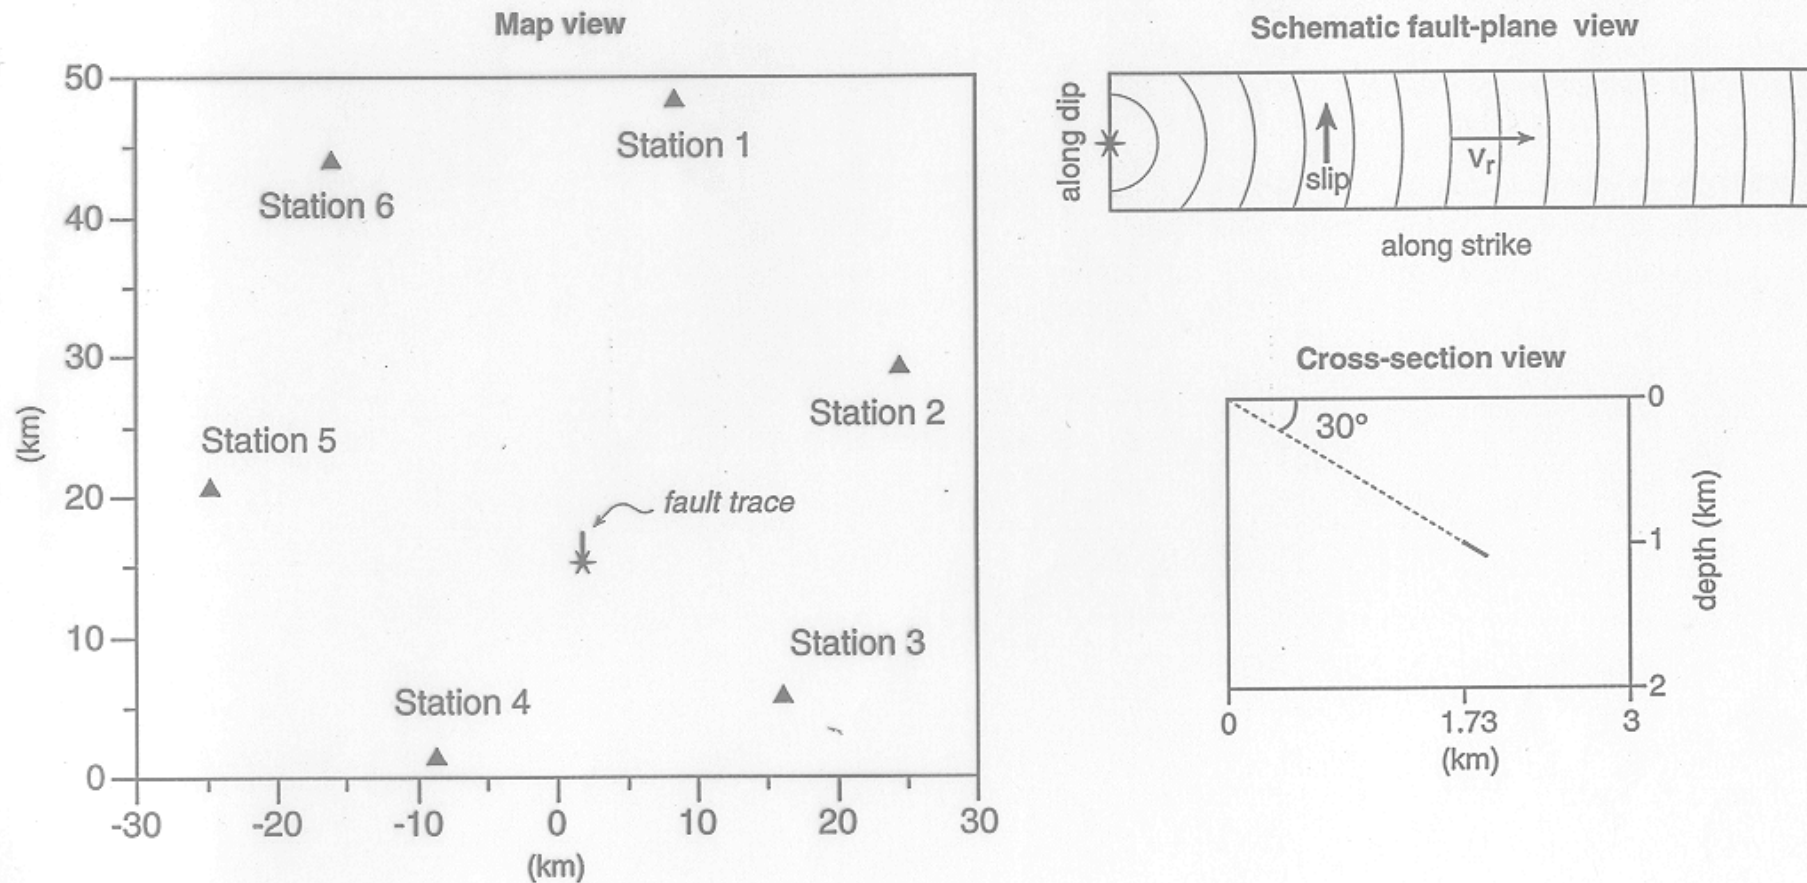 Map view
50
40
30
20
10
0
-30
-20
-10
0
10
20
30
(km)
(km)
Station 1
Station 6
Station 2
Station 5
fault trace
Station 3
Station 4
Schematic fault-plane view
along dip
slip
Vr
along strike
Cross-section view
30°
0
1
2
depth (km)
0
1.73
3
(km)